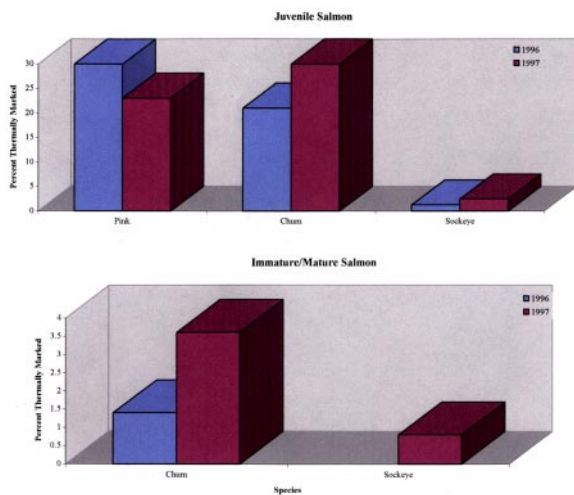 Juvenile Salmon
1996
1997
Percent Thermally Marked
30
25
20
15
10
5
0
Pink
Chum
Sockeye
Immature/Mature Salmon
1996
1997
Percent Thermally Marked
4
3.5
3
2.5
2
1.5
1
0.5
0
Chum
Sockeye
Species